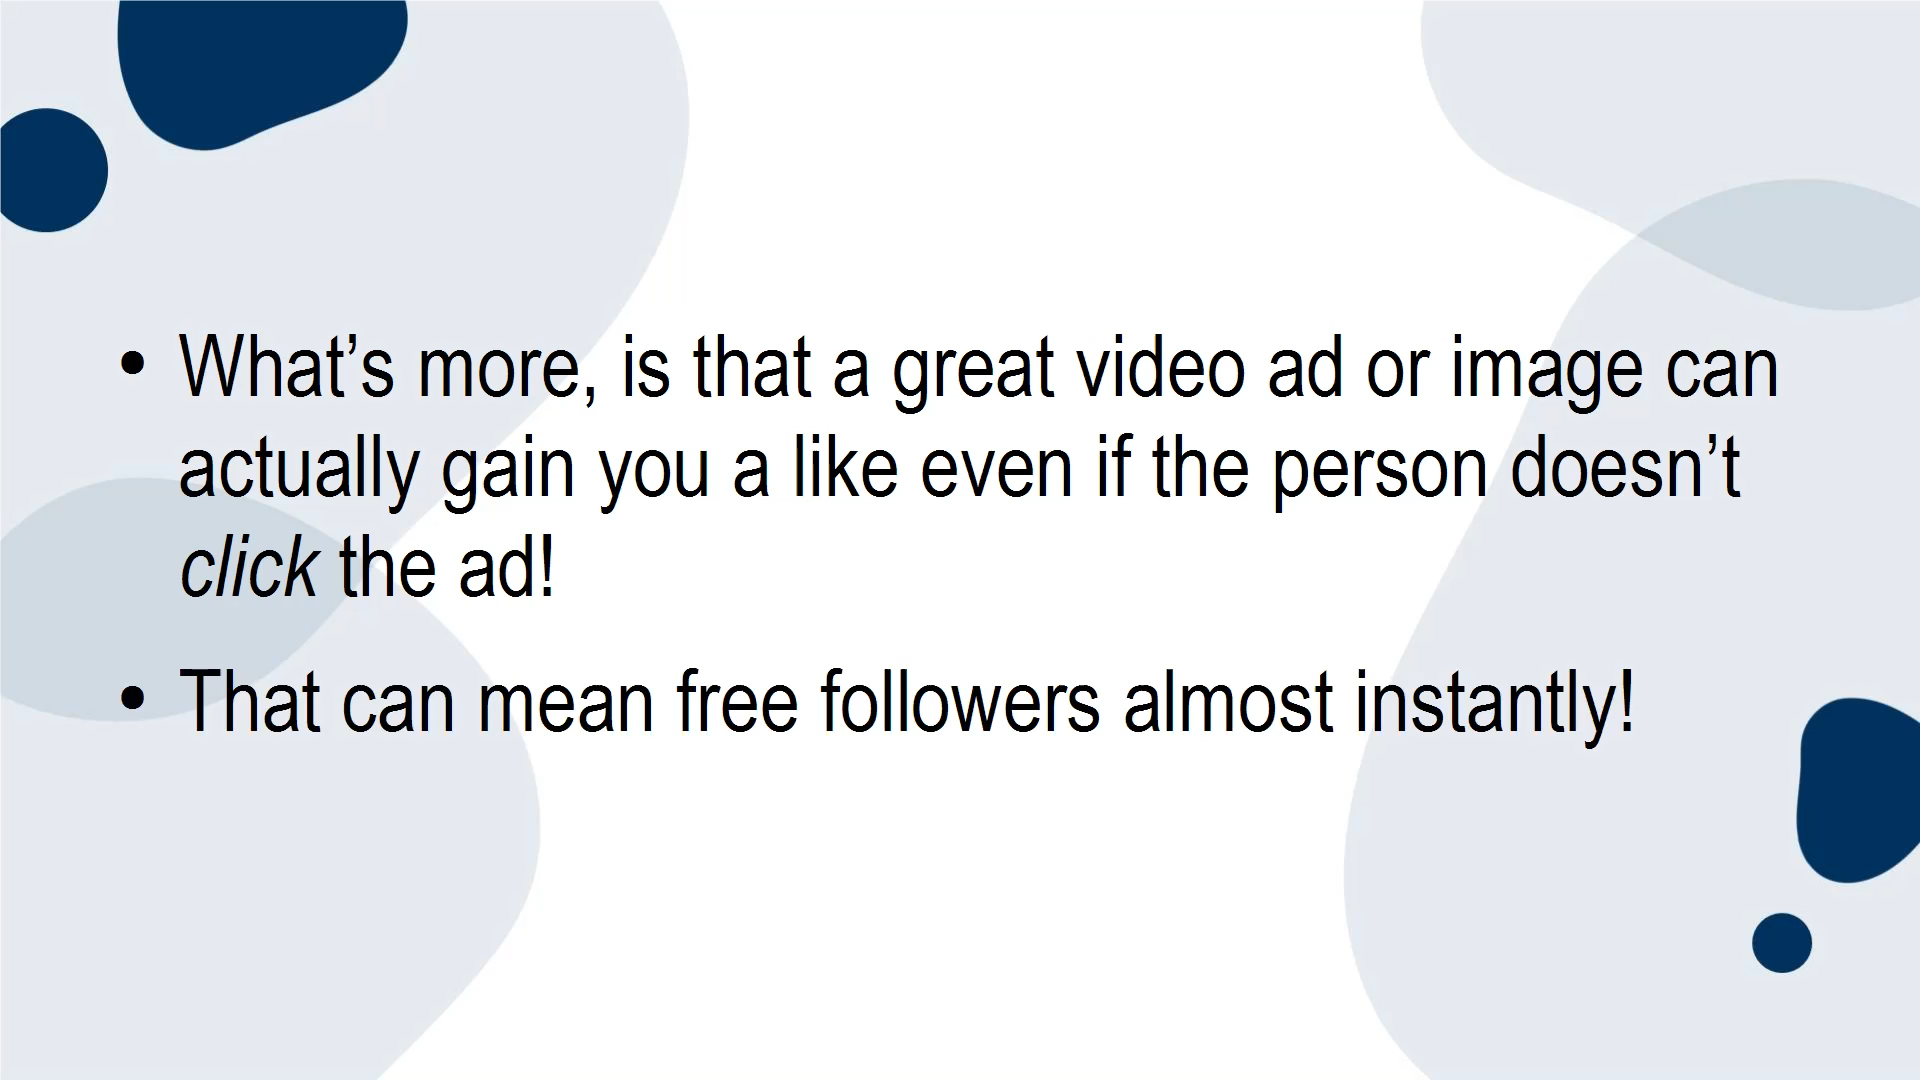 • What’s more, is that a great video ad or image can
actually gain you a like even if the person doesn’t
click the ad!
• That can mean free followers almost instantly!